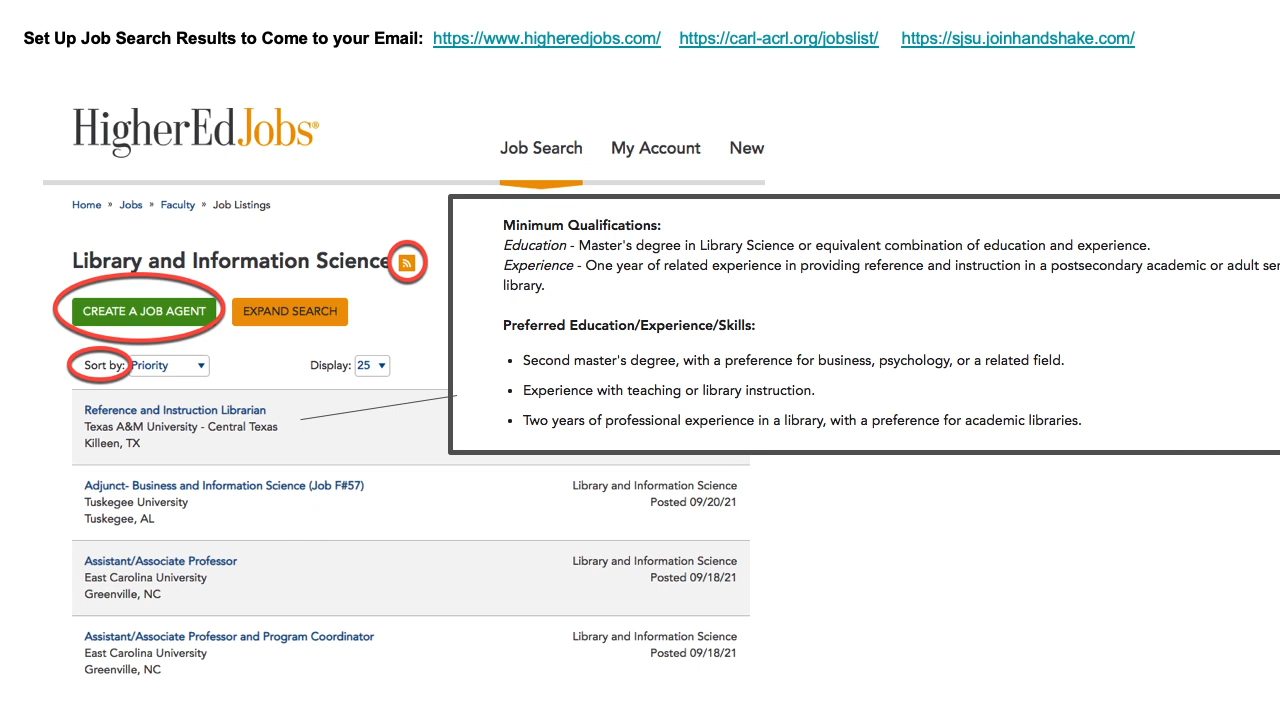 Set Up Job Search Results to Come to your Email: https://www.higheredjobs.com/ https://carl-acrl.org/jobslist/ https://sjsu.joinhandshake.com/
HigherEdJobs®
Job Search My Account New
Home » Jobs » Faculty » Job Listings
Library and Information Science
CREATE A JOB AGENT EXPAND SEARCH
Sort by: Priority Display: 25
Minimum Qualifications:
Education - Master's degree in Library Science or equivalent combination of education and experience.
Experience - One year of related experience in providing reference and instruction in a postsecondary academic or adult
library.
Preferred Education/Experience/Skills:
• Second master's degree, with a preference for business, psychology, or a related field.
• Experience with teaching or library instruction.
• Two years of professional experience in a library, with a preference for academic libraries.
Reference and Instruction Librarian
Texas A&M University - Central Texas
Killeen, TX
Adjunct- Business and Information Science (Job F#57) Library and Information Science
Tuskegee University Posted 09/20/21
Tuskegee, AL
Assistant/Associate Professor Library and Information Science
East Carolina University Posted 09/18/21
Greenville, NC
Assistant/Associate Professor and Program Coordinator Library and Information Science
East Carolina University Posted 09/18/21
Greenville, NC